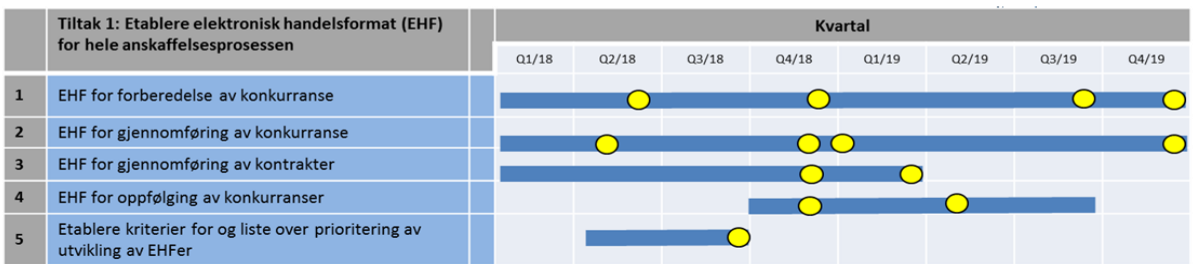 Tiltak 1: Etablere elektronisk handelsformat (EHF)
for hele anskaffelsesprosessen
Kvartal
Q1/18 Q2/18 Q3/18 Q4/18 Q1/19 Q2/19 Q3/19 Q4/19
1 EHF for forberedelse av konkurranse
2 EHF for gjennomføring av konkurranse
3 EHF for gjennomføring av kontrakter
4 EHF for oppfølging av konkurranser
5 Etablere kriterier for og liste over prioritering av
utvikling av EHFer